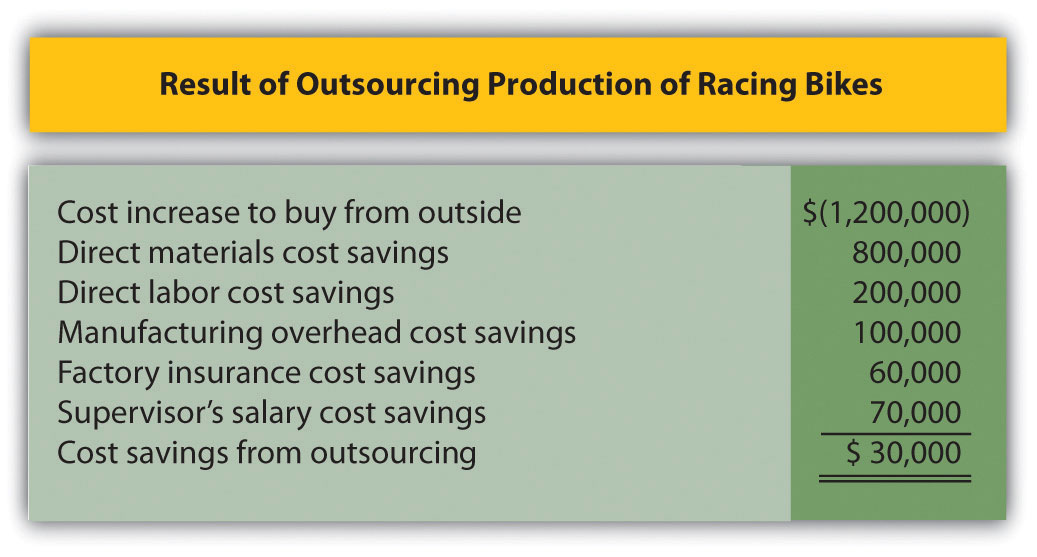 Result of Outsourcing Production of Racing Bikes
Cost increase to buy from outside $(1,200,000)
Direct materials cost savings 800,000
Direct labor cost savings 200,000
Manufacturing overhead cost savings 100,000
Factory insurance cost savings 60,000
Supervisor’s salary cost savings 70,000
Cost savings from outsourcing $ 30,000